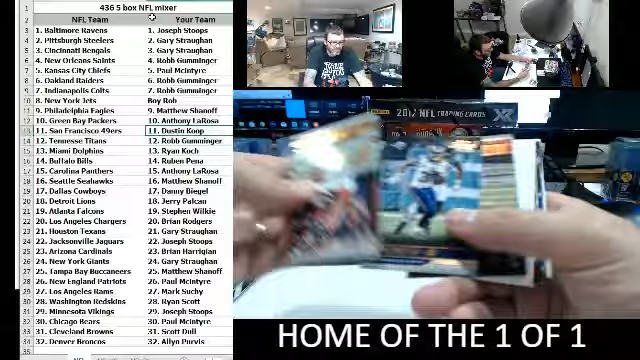 436 5 box NFL mixer
NFL Team Your Team
1. Baltimore Ravens 1. Joseph Stoops
2. Pittsburgh Steelers 2. Gary Straughan
3. Cincinnati Bengals 3. Gary Straughan
4. New Orleans Saints 4. Robb Gumminger
5. Kansas City Chiefs 5. Paul McIntyre
6. Oakland Raiders 6. Robb Gumminger
7. Indianapolis Colts 7. Robb Gumminger
8. New York Jets Boy Rob
9. Philadelphia Eagles 9. Matthew Shanoff
10. Green Bay Packers 10. Anthony LaRosa
11. San Francisco 49ers 11. Dustin Koop
12. Tennesse Titans 12. Robb Gumminger
13. Miami Dolphins 13. Ryan Koch
14. Buffalo Bills 14. Ruben Pena
15. Carolina Panthers 15. Anthony LaRosa
16. Seattle Seahawks 16. Matthew Shanoff
17. Dallas Cowboys 17. Danny Biegel
18. Detroit Lions 18. Jerry Palcan
19. Atlanta Falcons 19. Stephen Wilkie
20. Los Angeles Chargers 20. Brian Rodgers
21. Houston Texans 21. Gary Straughan
22. Jacksonville Jaguars 22. Joseph Stoops
23. Arizona Cardinals 23. Brian Harrigian
24. New York Giants 24. Gary Straughan
25. Tampa Bay Buccaneers 25. Matthew Shanoff
26. New England Patriots 26. Paul McIntyre
27. Los Angeles Rams 27. Mark Suchy
28. Washington Redskins 28. Ryan Scott
29. Minnesota Vikings 29. Joseph Stoops
30. Chicago Bears 30. Paul McIntyre
31. Cleveland Browns 31. Scott Dull
32. Denver Broncos 32. Allyn Purvis
2017 NFL TRADING CARDS XR
HOME OF THE 1 OF 1